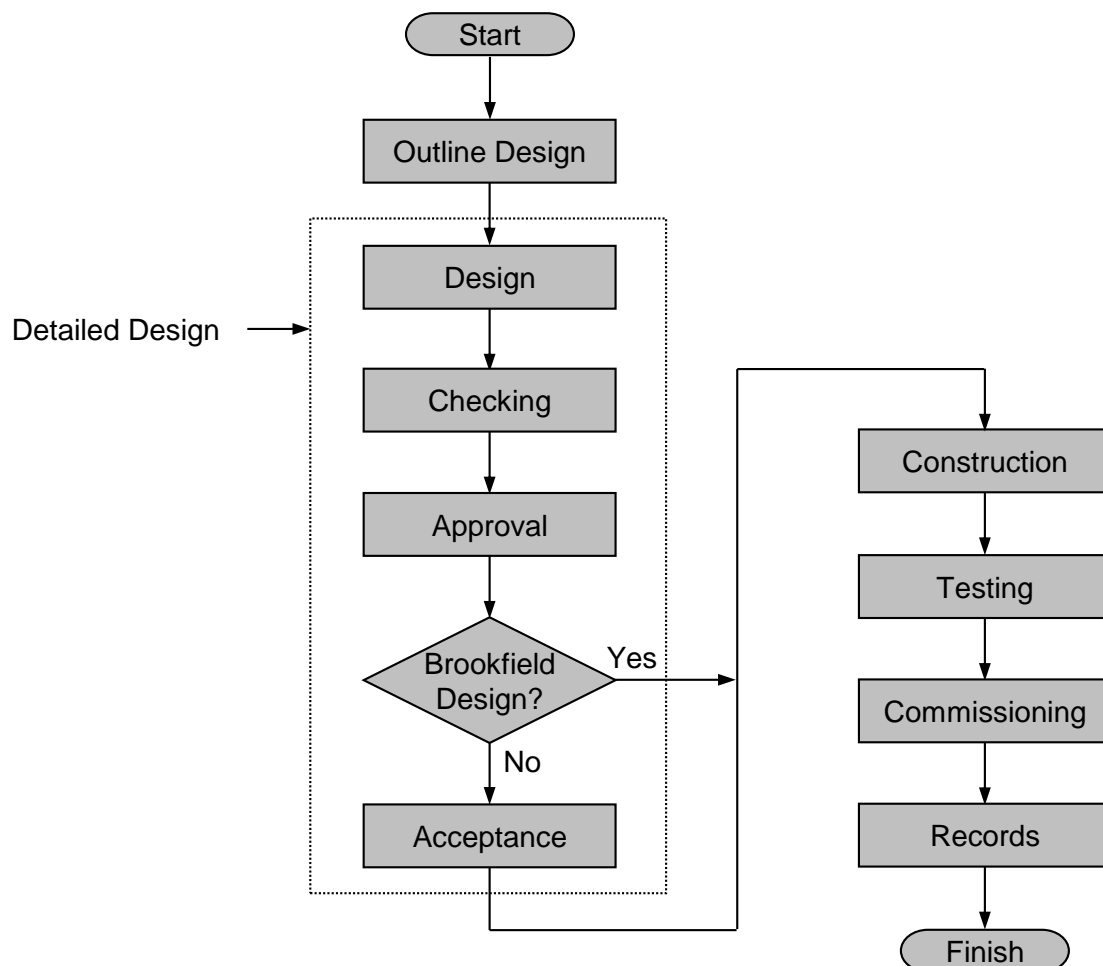 Start
Outline Design
Design
Detailed Design
Checking
Approval
Brookfield
Design?
Yes
No
Acceptance
Construction
Testing
Commissioning
Records
Finish